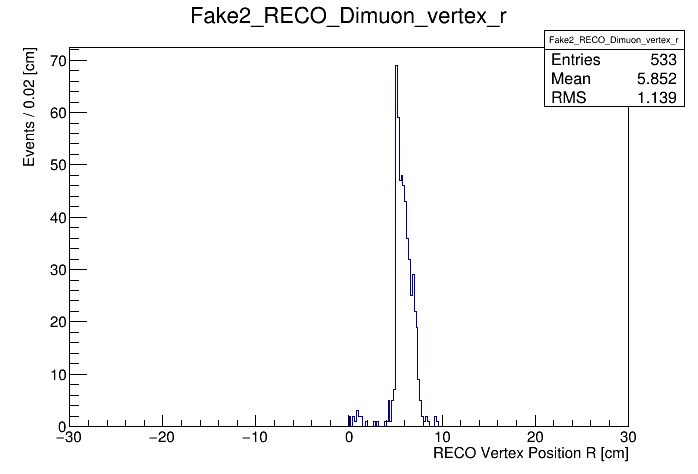 Fake2_RECO_Dimuon_vertex_r
Fake2_RECO_Dimuon_vertex_r
Entries 533
Mean 5.852
RMS 1.139
Events / 0.02 [cm]
70
60
50
40
30
20
10
0
−30 −20 −10 0 10 20 30
RECO Vertex Position R [cm]